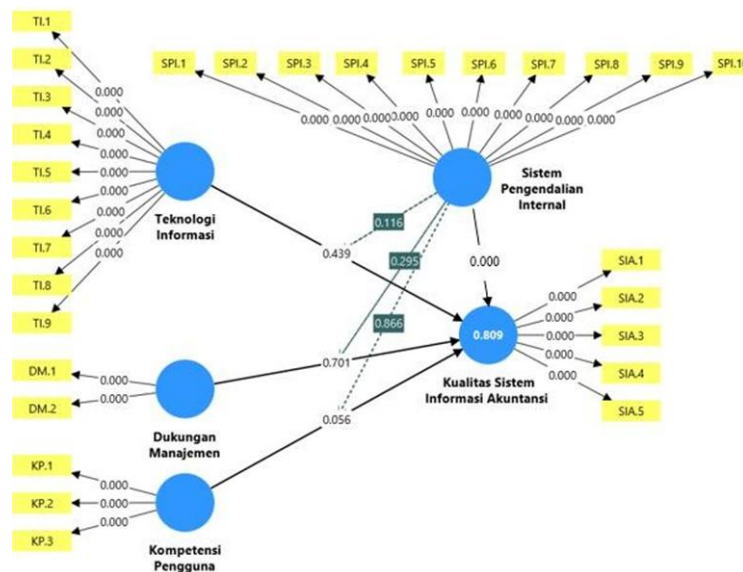 TI.1
TI.2
TI.3
TI.4
TI.5
TI.6
TI.7
TI.8
TI.9
0.000
0.000
0.000
0.000
0.000
0.000
0.000
0.000
0.000
Teknologi
Informasi
SPI.1
SPI.2
SPI.3
SPI.4
SPI.5
SPI.6
SPI.7
SPI.8
SPI.9
0.000 0.000 0.000 0.000 0.000 0.000 0.000 0.000
Sistem
Pengendalian
Internal
0.116
0.439
0.295
0.866
0.000
0.701
0.056
DM.1
DM.2
0.000
0.000
Dukungan
Manajemen
KP.1
KP.2
KP.3
0.000
0.000
0.000
Kompetensi
Pengguna
0.809
Kualitas Sistem
Informasi Akuntansi
SIA.1
SIA.2
SIA.3
SIA.4
SIA.5
0.000
0.000
0.000
0.000
0.000